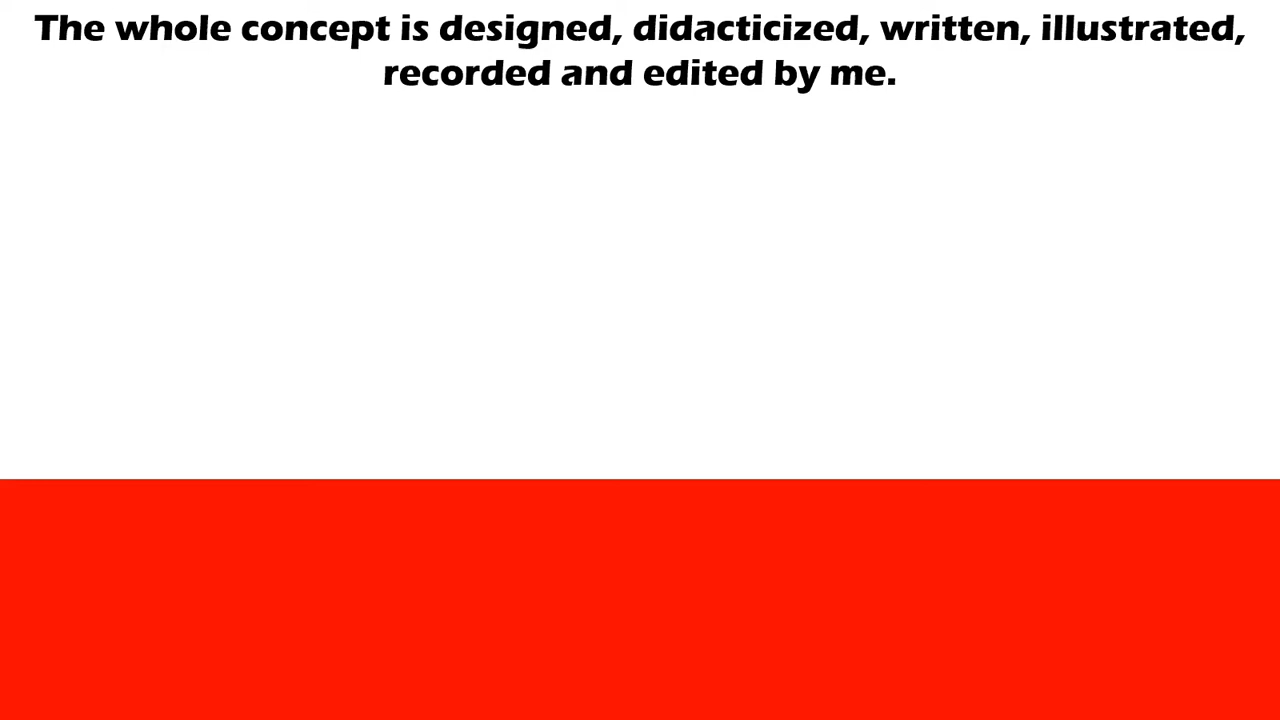 The whole concept is designed, didacticized, written, illustrated,
recorded and edited by me.